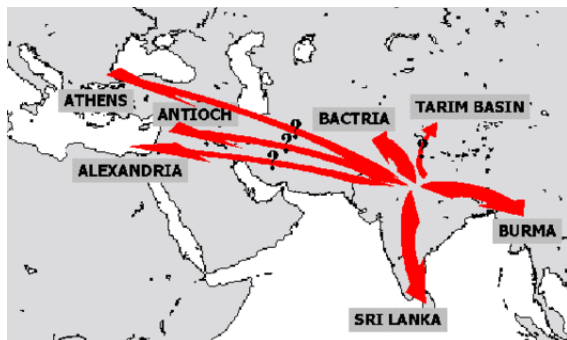 ATHENS
ANTIOCH
ALEXANDRIA
BACTRIA
TARIM BASIN
?
?
?
?
BURMA
SRI LANKA